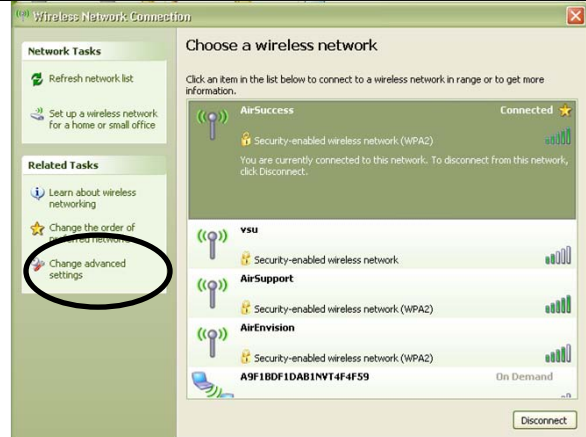 Wireless Network Connection
Network Tasks
Refresh network list
Set up a wireless network
for a home or small office
Related Tasks
Learn about wireless
networking
Change the order of
preferred networks
Change advanced
settings
Choose a wireless network
Click an item in the list below to connect to a wireless network in range or to get more
information.
AirSuccess
Connected
Security-enabled wireless network (WPA2)
You are currently connected to this network. To disconnect from this network,
click Disconnect.
vsu
Security-enabled wireless network
AirSupport
Security-enabled wireless network (WPA2)
AirEnvision
Security-enabled wireless network (WPA2)
A9F1BDF1DAB1NVT4F4F59
On Demand
Disconnect